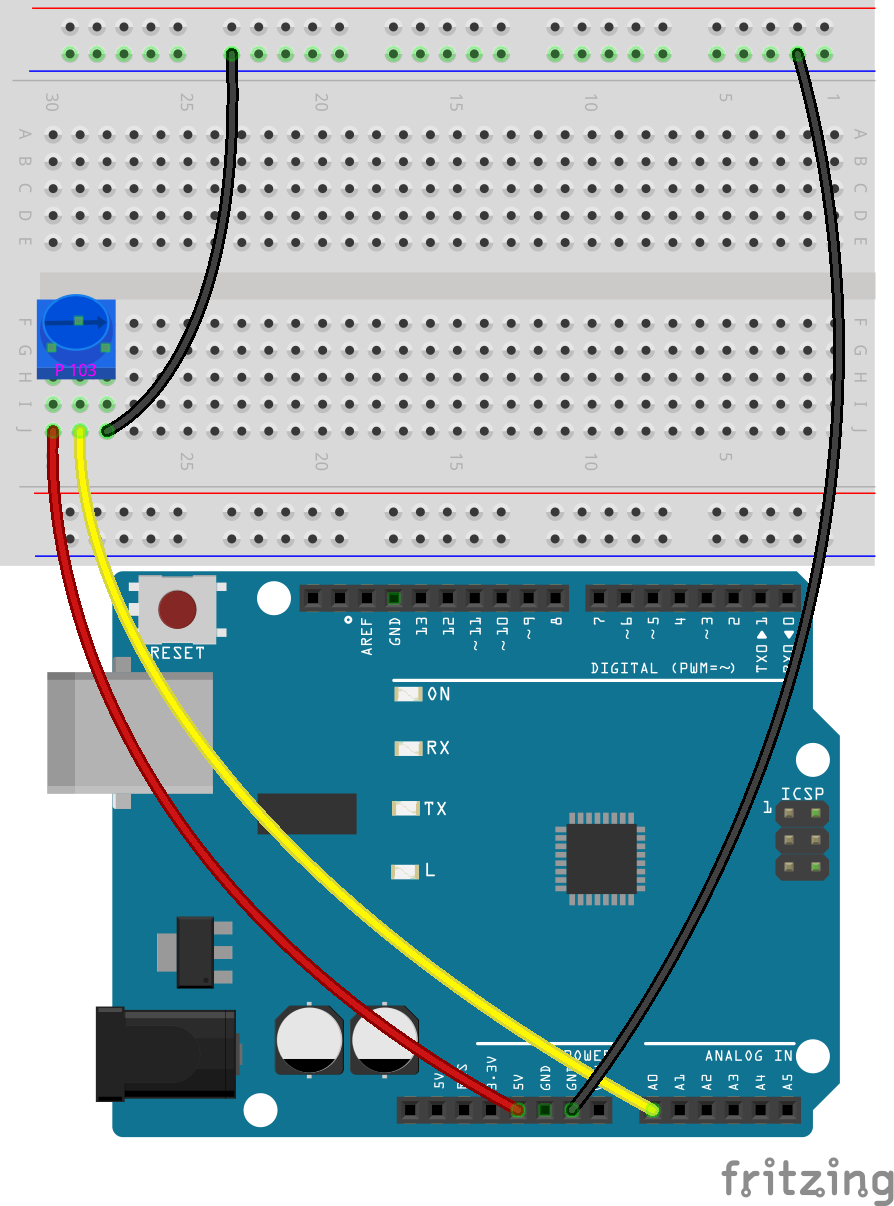 30 25 20 15 10 5 1
A A
B B
C C
D D
E E
F F
G G
P 103
H H
I I
J J
25 20 15 10 5
RESET
AREF GND 13 12 ~11 ~10 ~9 8 7 ~6 ~5 4 ~3 2 TX0 ▶ 1 RX0 ◀ 0
DIGITAL (PWM=~)
ON
RX
TX
L
ICSP
1
POWER ANALOG IN
5V 3.3V 5V GND GND A0 A1 A2 A3 A4 A5
fritzing